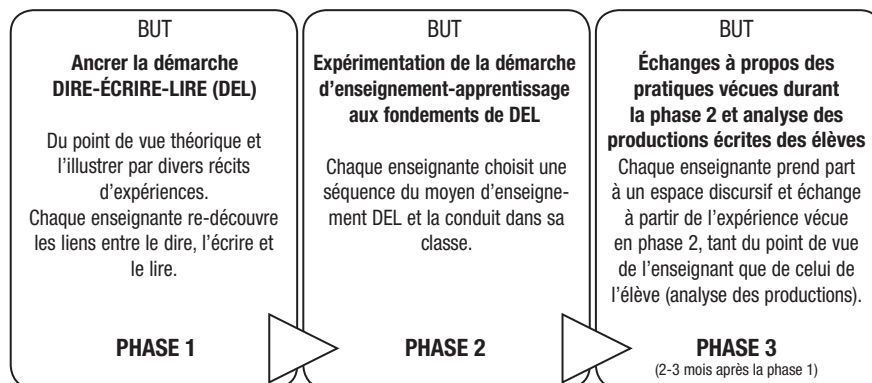 BUT
Ancrer la démarche
DIRE-ÉCRIRE-LIRE (DEL)
Du point de vue théorique et
l'illustrer par divers récits
d'expériences.
Chaque enseignante re-découvre
les liens entre le dire, l'écrire et
le lire.
PHASE 1
BUT
Expérimentation de la démarche
d'enseignement-apprentissage
aux fondements de DEL
Chaque enseignante choisit une
séquence du moyen d'enseigne-
ment DEL et la conduit dans sa
classe.
PHASE 2
BUT
Échanges à propos des
pratiques vécues durant
la phase 2 et analyse des
productions écrites des élèves
Chaque enseignante prend part
à un espace discursif et échange
à partir de l'expérience vécue
en phase 2, tant du point de vue
de l'enseignant que de celui de
l'élève (analyse des productions).
PHASE 3
(2-3 mois après la phase 1)